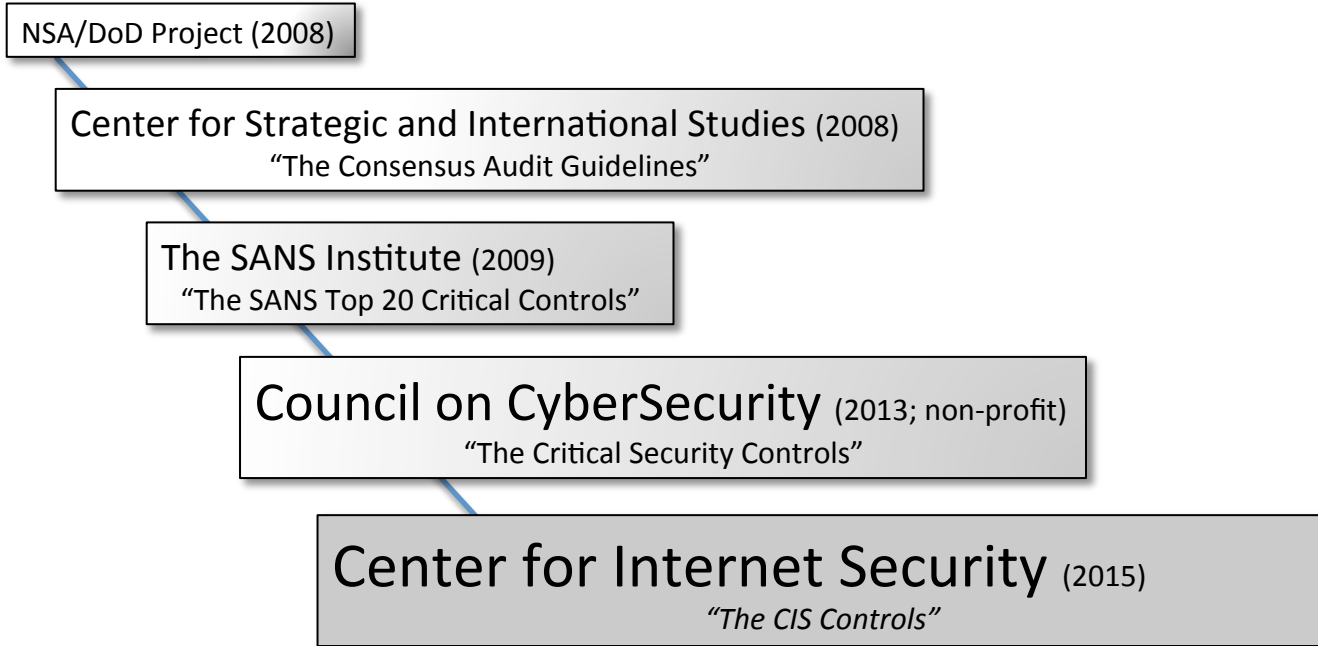 NSA/DoD Project (2008)
Center for Strategic and International Studies (2008)
“The Consensus Audit Guidelines”
The SANS Institute (2009)
“The SANS Top 20 Critical Controls”
Council on CyberSecurity (2013; non-profit)
“The Critical Security Controls”
Center for Internet Security (2015)
“The CIS Controls”